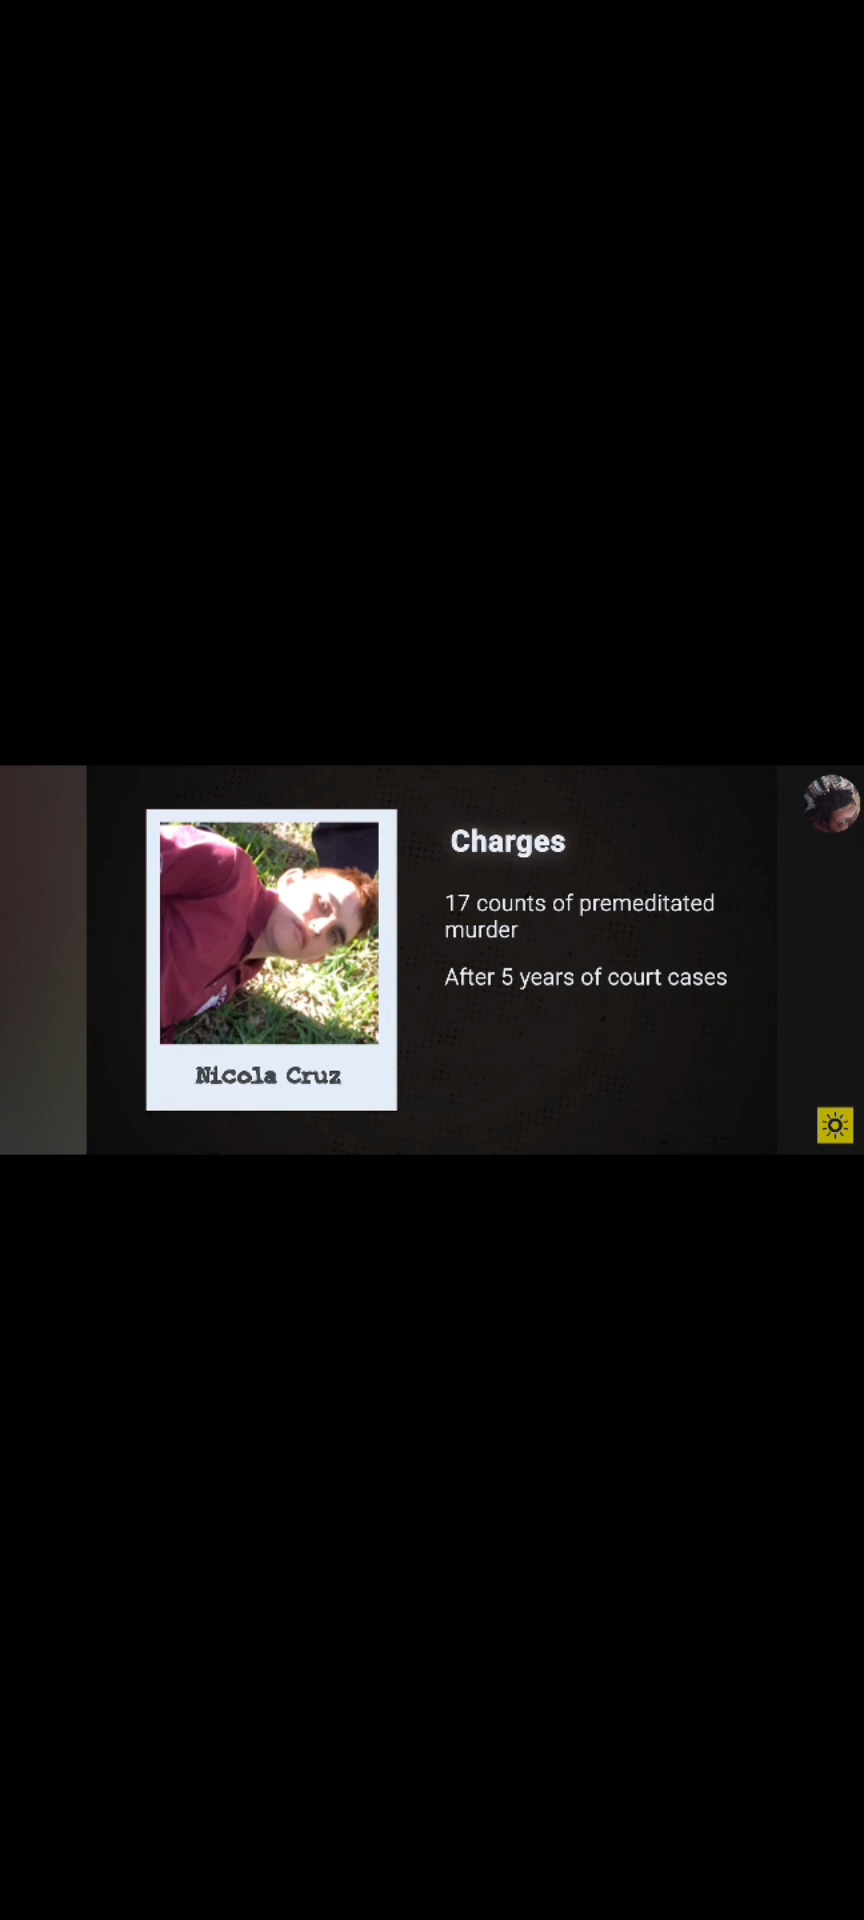 Charges
17 counts of premeditated
murder
After 5 years of court cases
Nicola Cruz